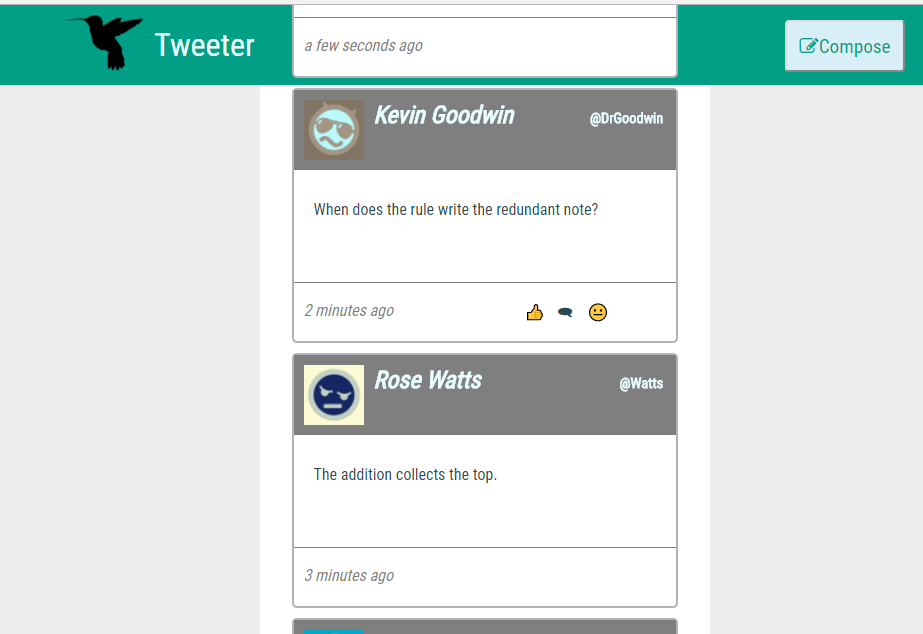 Tweeter
Compose
a few seconds ago
Kevin Goodwin @DrGoodwin
When does the rule write the redundant note?
2 minutes ago
Rose Watts @Watts
The addition collects the top.
3 minutes ago